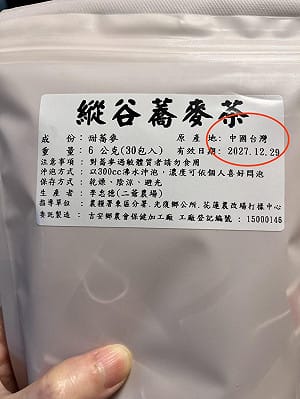 縱谷蕎麥茶
成　份：甜蕎麥　原 產 地：中國台灣
重　量：6 公克(30包入)　有效日期：2027.12.29
注意事項：對蕎麥過敏體質者請勿食用
沖泡方式：以300cc沸水沖泡，濃度可依個人喜好悶泡
保存方式：乾燥、陰涼、避光
生 產 者：李忠德(二爺農場)
指導單位：農糧署東區分署、光復鄉公所、花蓮農改場打樣中心
委託製造：吉安鄉農會保健加工廠 工廠登記編號：15000146